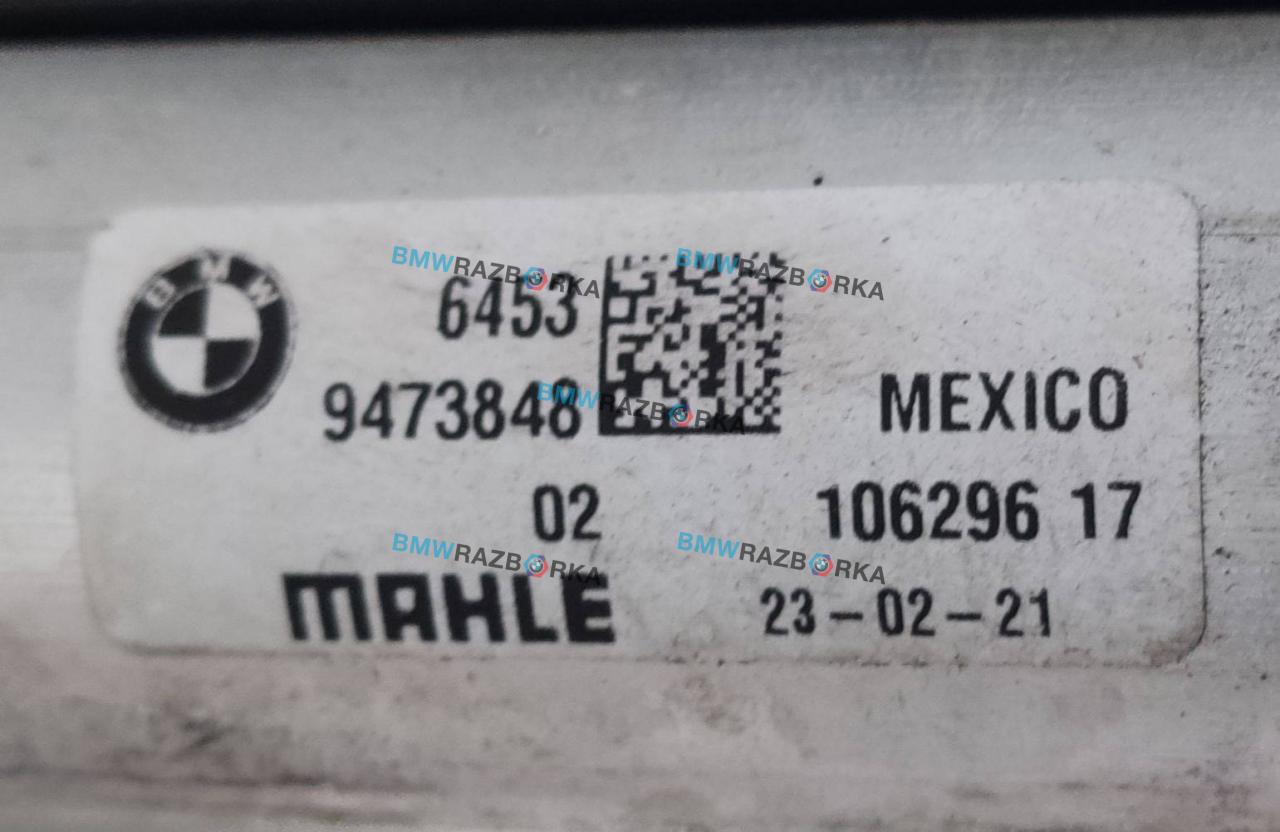 BMW
6453
9473848
MEXICO
02
106296 17
MAHLE
23-02-21
BMWRAZBORKA
BMWRAZBORKA
BMWRAZBORKA
BMWRAZBORKA
BMWRAZBORKA